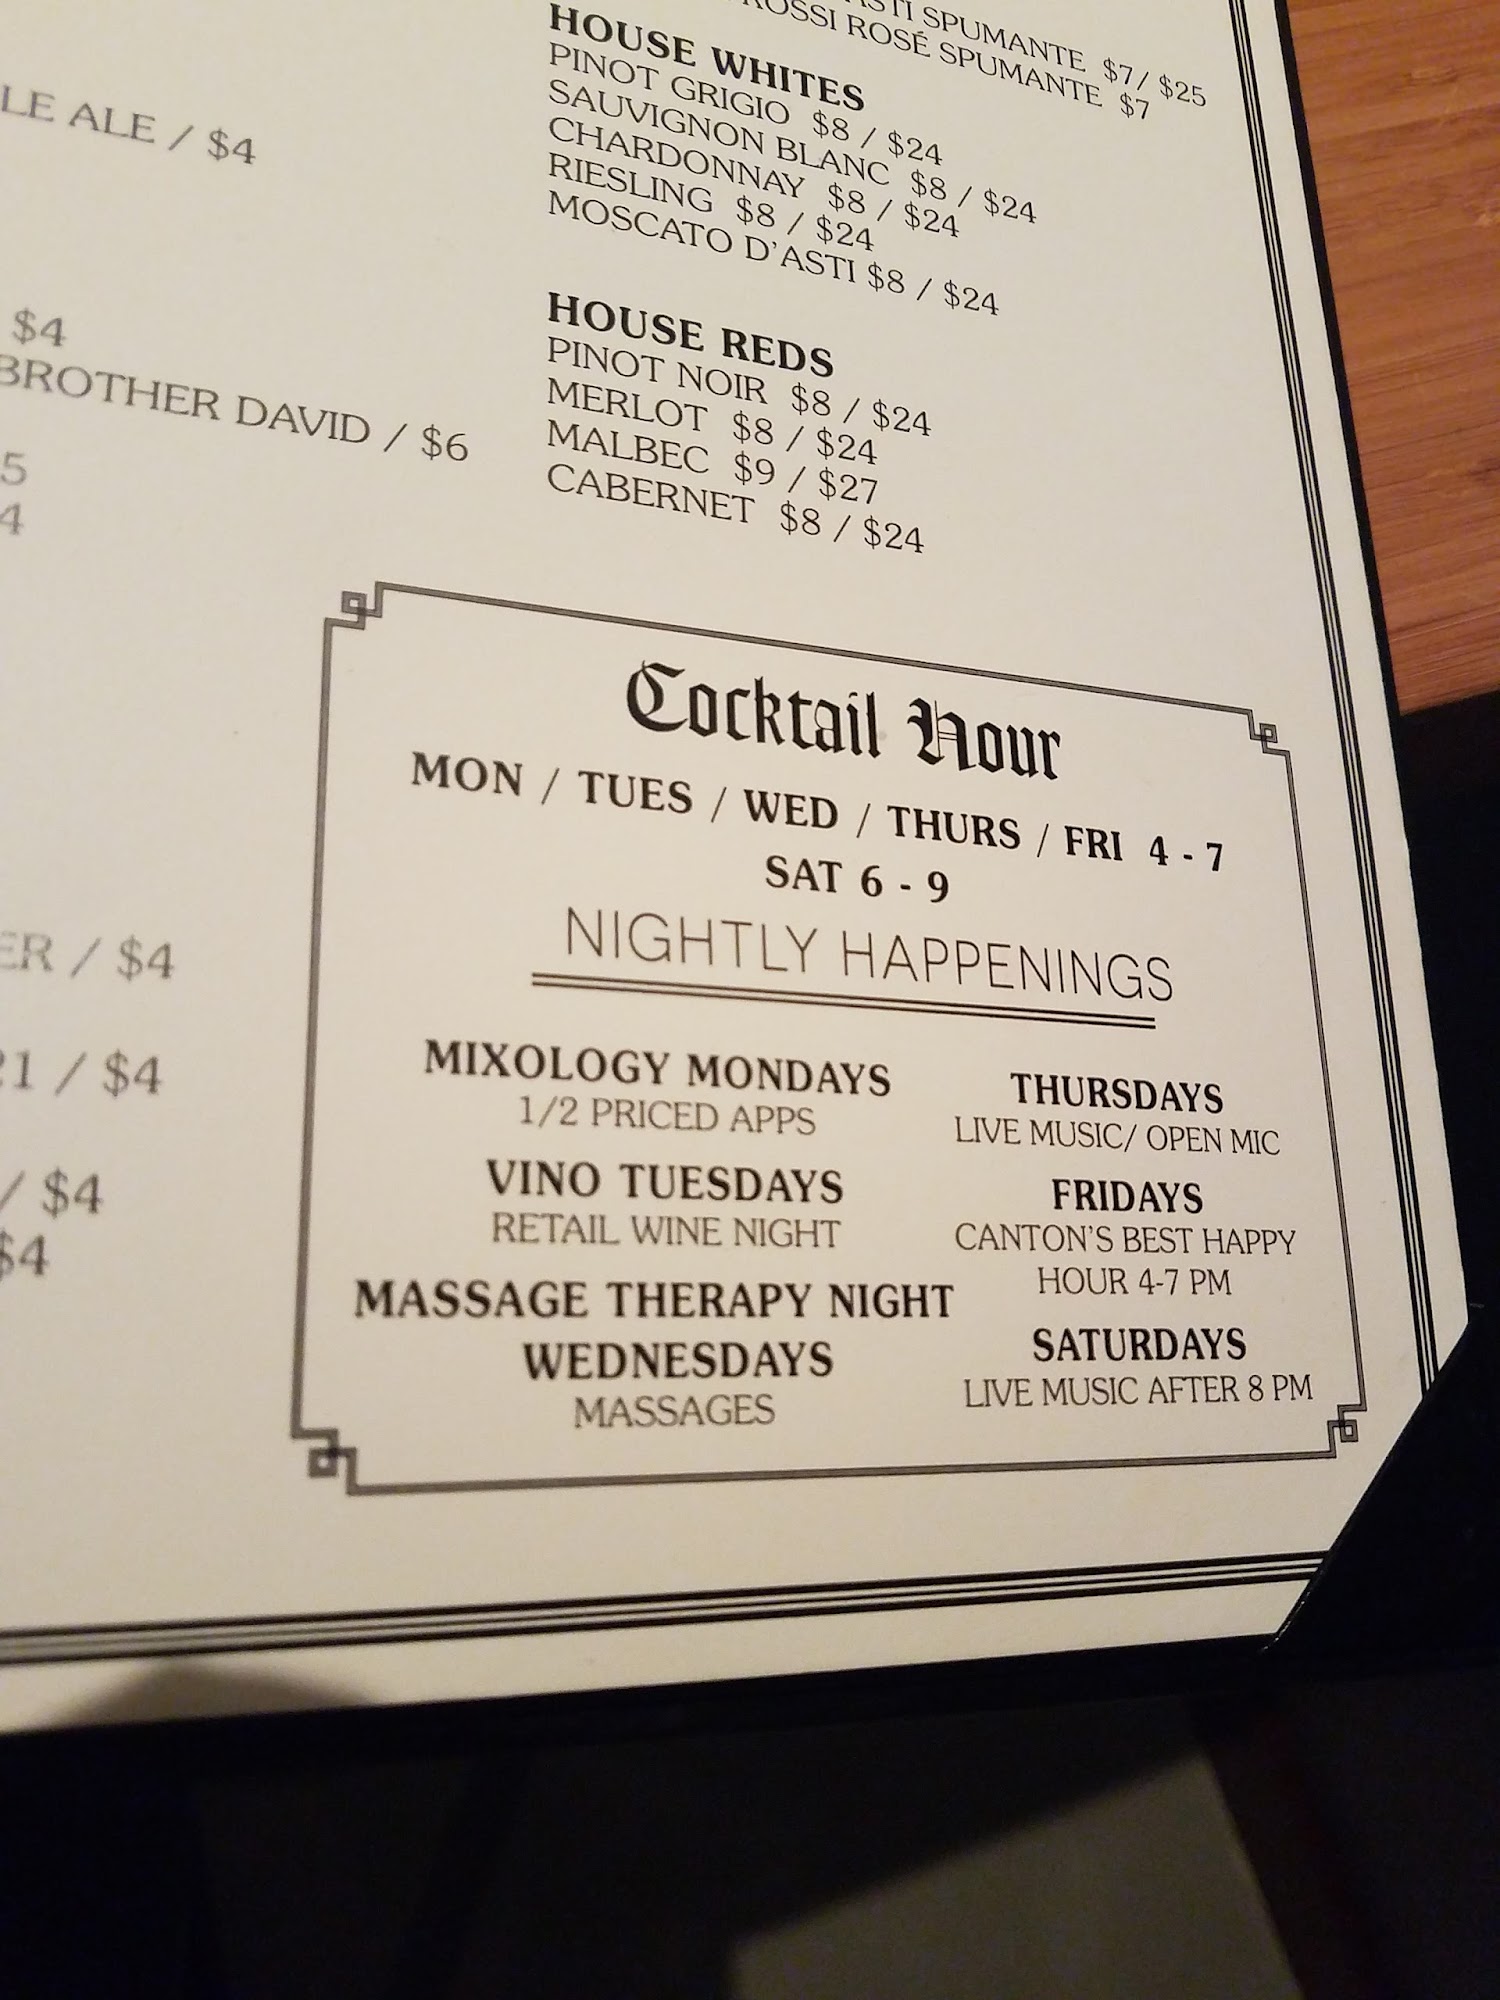 ASTI SPUMANTE $7/ $25
ROSSI ROSÉ SPUMANTE $7
HOUSE WHITES
PINOT GRIGIO $8 / $24
SAUVIGNON BLANC $8 / $24
CHARDONNAY $8 / $24
RIESLING $8 / $24
MOSCATO D'ASTI $8 / $24
HOUSE REDS
PINOT NOIR $8 / $24
MERLOT $8 / $24
MALBEC $9 / $27
CABERNET $8 / $24
ALE / $4
$4
BROTHER DAVID / $6
5
4
ER / $4
21 / $4
/ $4
$4
Cocktail Hour
MON / TUES / WED / THURS / FRI 4 - 7
SAT 6 - 9
NIGHTLY HAPPENINGS
MIXOLOGY MONDAYS
1/2 PRICED APPS
VINO TUESDAYS
RETAIL WINE NIGHT
MASSAGE THERAPY NIGHT
WEDNESDAYS
MASSAGES
THURSDAYS
LIVE MUSIC/ OPEN MIC
FRIDAYS
CANTON'S BEST HAPPY
HOUR 4-7 PM
SATURDAYS
LIVE MUSIC AFTER 8 PM